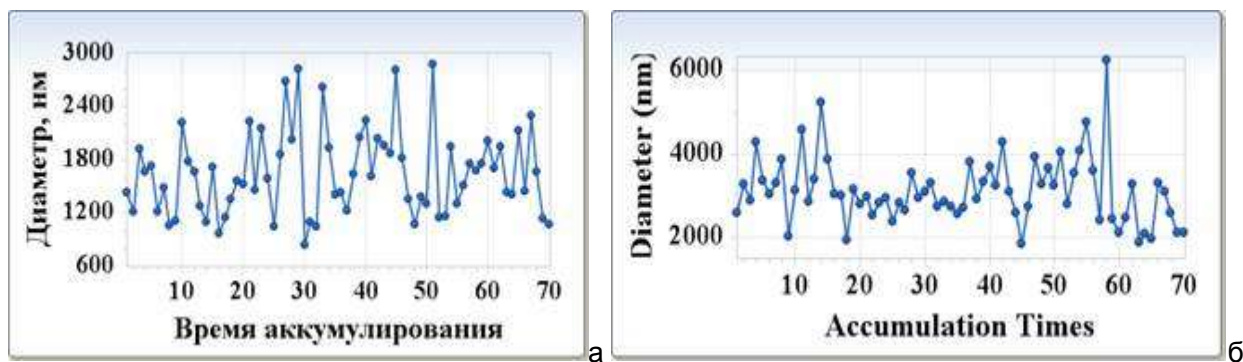 3000
2400
1800
1200
600
Диаметр, нм
10 20 30 40 50 60 70
Время аккумулирования
а
6000
4000
2000
Diameter (nm)
10 20 30 40 50 60 70
Accumulation Times
б